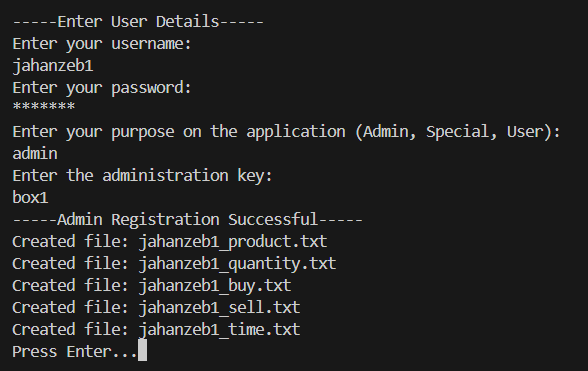 -----Enter User Details-----
Enter your username:
jahanzeb1
Enter your password:
*******
Enter your purpose on the application (Admin, Special, User):
admin
Enter the administration key:
box1
-----Admin Registration Successful-----
Created file: jahanzeb1_product.txt
Created file: jahanzeb1_quantity.txt
Created file: jahanzeb1_buy.txt
Created file: jahanzeb1_sell.txt
Created file: jahanzeb1_time.txt
Press Enter...